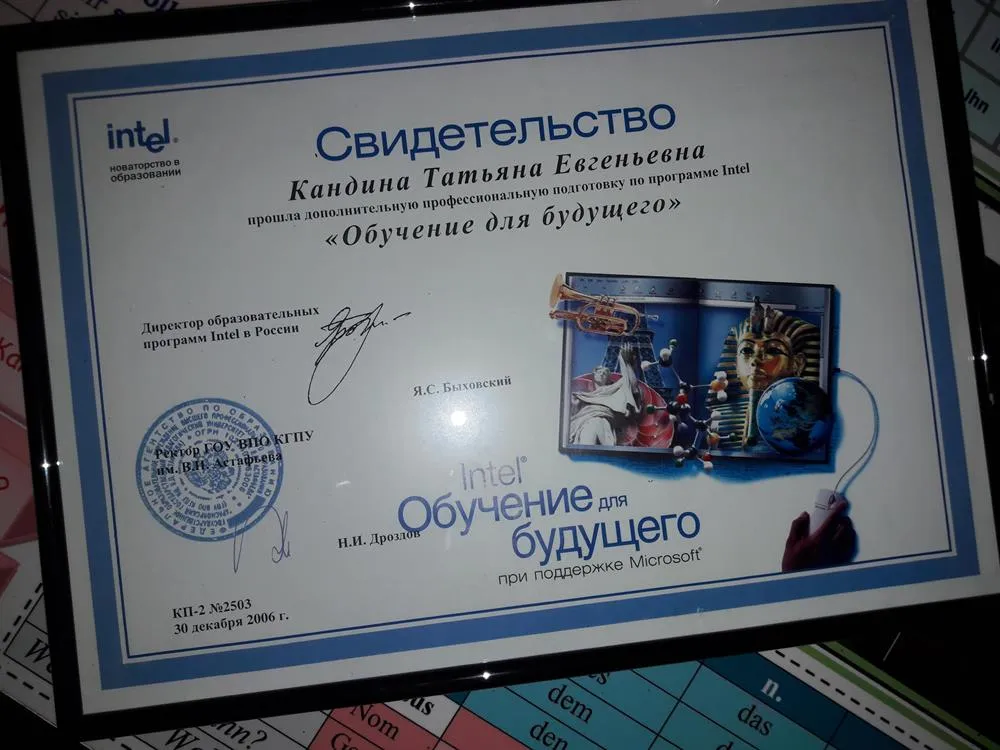 intel®
новаторство в
образовании
Свидетельство
Кандина Татьяна Евгеньевна
прошла дополнительную профессиональную подготовку по программе Intel
«Обучение для будущего»
Директор образовательных
программ Intel в России
Я.С. Быховский
Ректор ГОУ ВПО КГПУ
им. В.П. Астафьева
Н.И. Дроздов
Intel®
Обучение для
будущего
при поддержке Microsoft®
КП-2 №2503
30 декабря 2006 г.
Nom
dem
den
n.
das